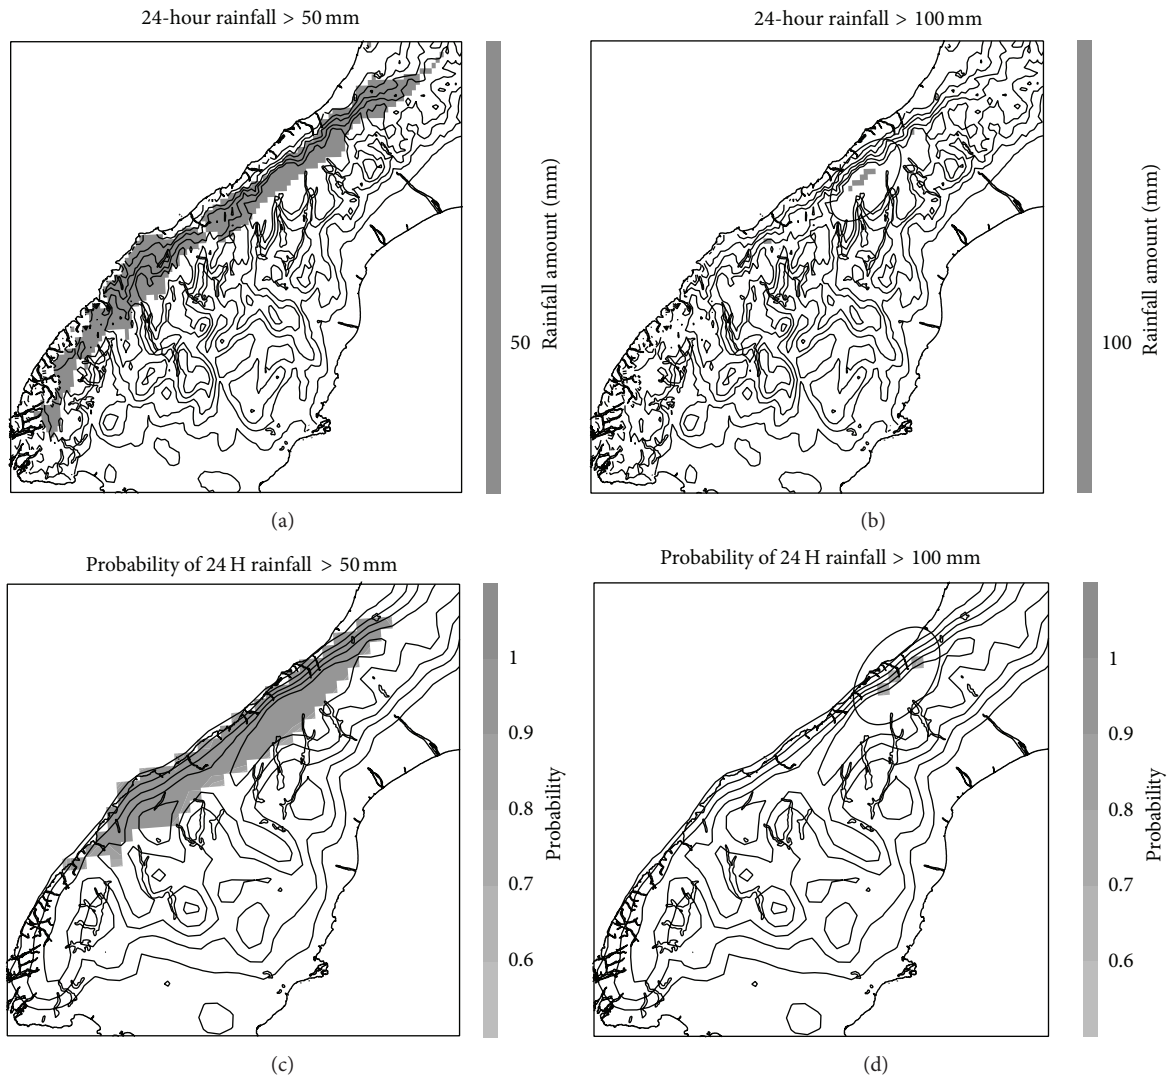 24-hour rainfall > 50 mm
50
Rainfall amount (mm)
(a)
24-hour rainfall > 100 mm
100
Rainfall amount (mm)
(b)
Probability of 24 H rainfall > 50 mm
1
0.9
0.8
0.7
0.6
Probability
(c)
Probability of 24 H rainfall > 100 mm
1
0.9
0.8
0.7
0.6
Probability
(d)